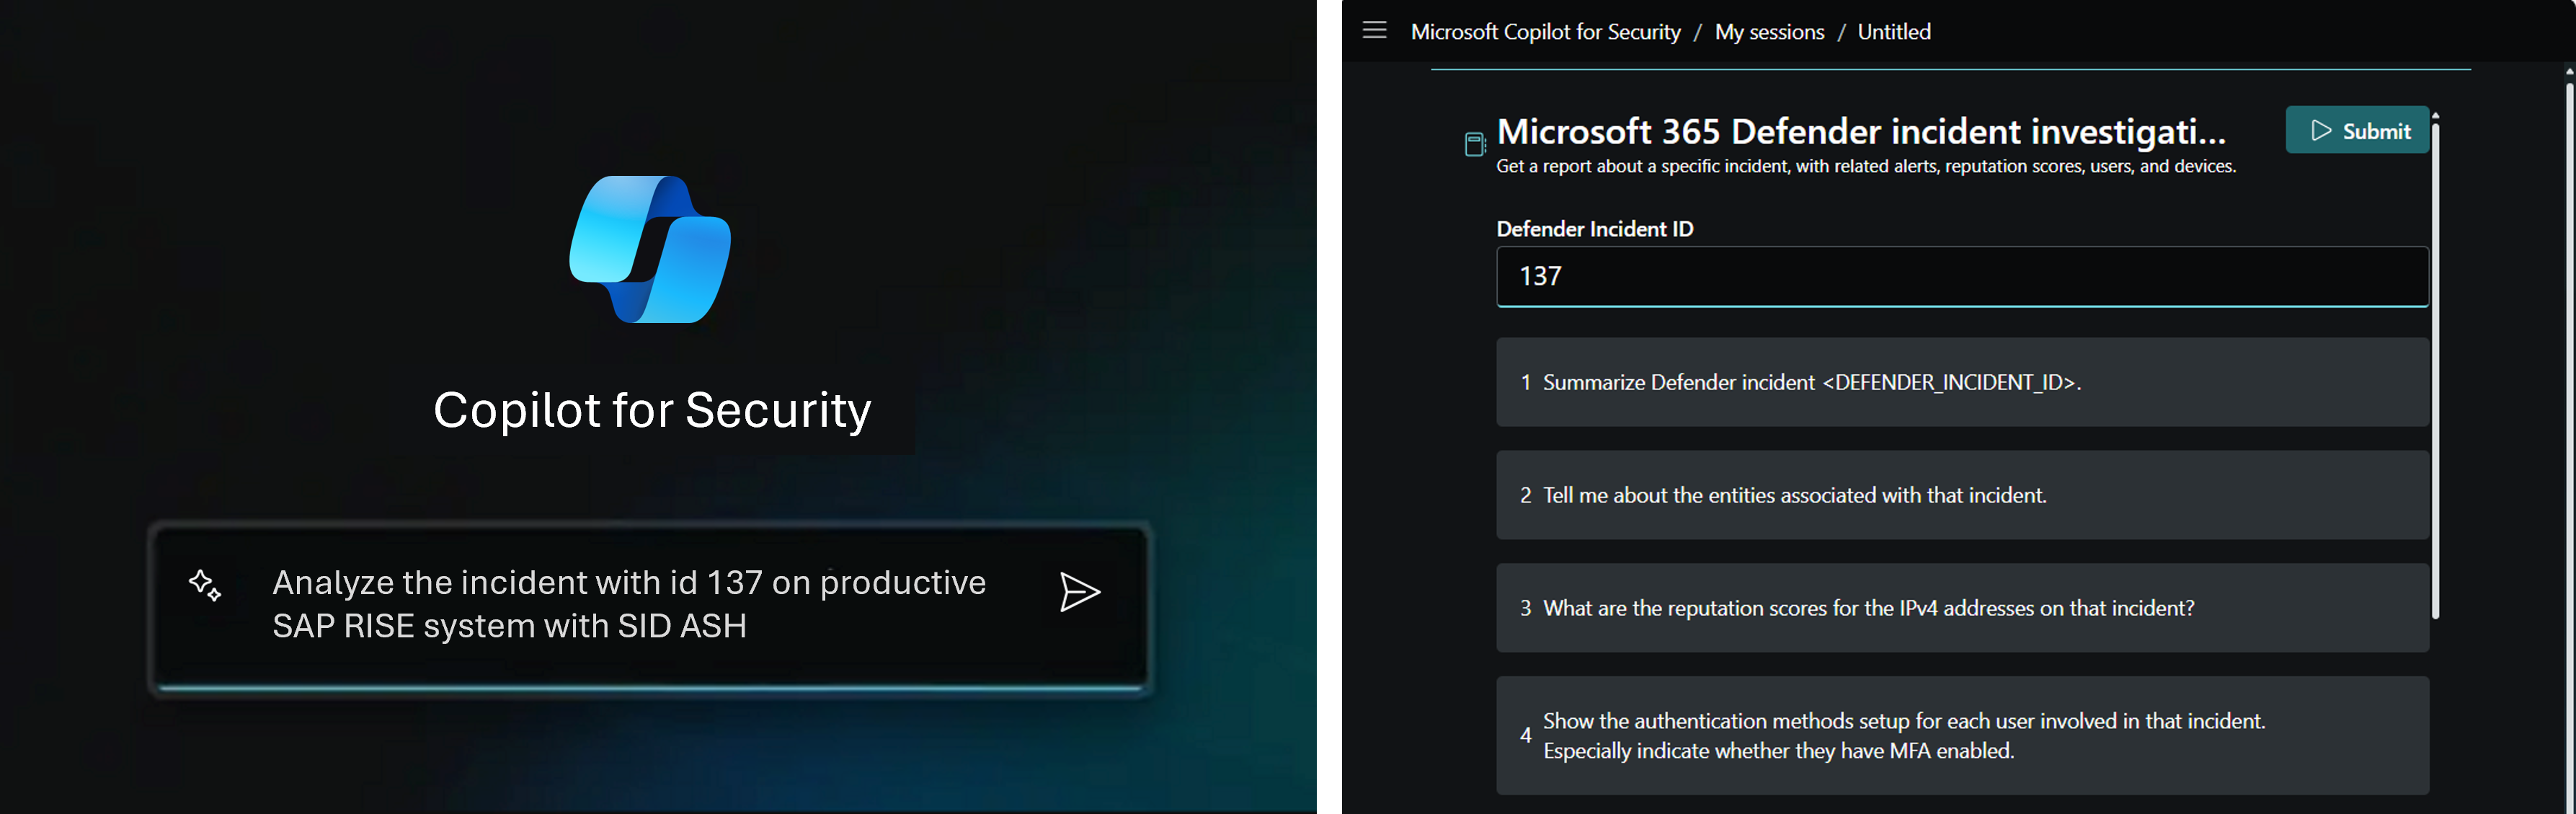 Copilot for Security
Analyze the incident with id 137 on productive
SAP RISE system with SID ASH
Microsoft Copilot for Security / My sessions / Untitled
Microsoft 365 Defender incident investigati...
Submit
Get a report about a specific incident, with related alerts, reputation scores, users, and devices.
Defender Incident ID
137
1 Summarize Defender incident <DEFENDER_INCIDENT_ID>.
2 Tell me about the entities associated with that incident.
3 What are the reputation scores for the IPv4 addresses on that incident?
4 Show the authentication methods setup for each user involved in that incident.
Especially indicate whether they have MFA enabled.